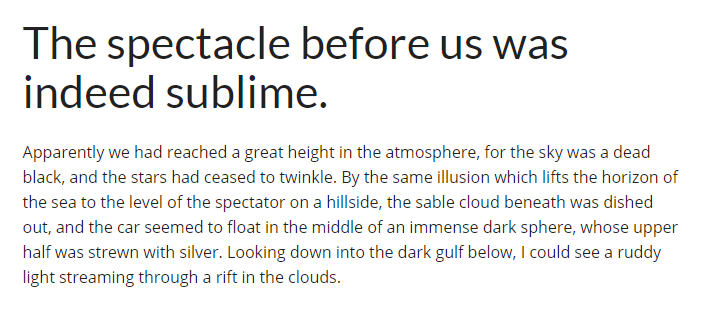 The spectacle before us was
indeed sublime.
Apparently we had reached a great height in the atmosphere, for the sky was a dead
black, and the stars had ceased to twinkle. By the same illusion which lifts the horizon of
the sea to the level of the spectator on a hillside, the sable cloud beneath was dished
out, and the car seemed to float in the middle of an immense dark sphere, whose upper
half was strewn with silver. Looking down into the dark gulf below, I could see a ruddy
light streaming through a rift in the clouds.